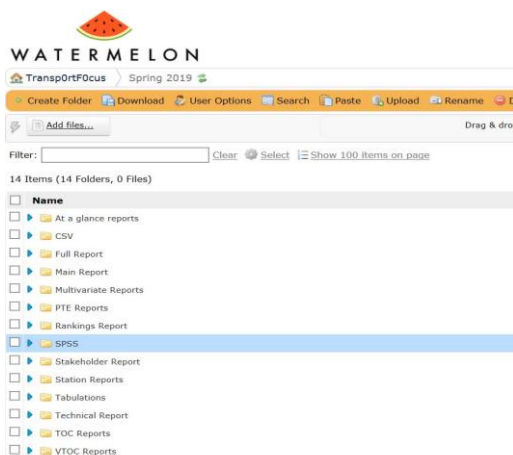 WATERMELON
Transp0rtF0cus Spring 2019
Create Folder Download User Options Search Paste Upload Rename D
Add files... Drag & dro
Filter: Clear Select Show 100 items on page
14 Items (14 Folders, 0 Files)
Name
At a glance reports
CSV
Full Report
Main Report
Multivariate Reports
PTE Reports
Rankings Report
SPSS
Stakeholder Report
Station Reports
Tabulations
Technical Report
TOC Reports
VTOC Reports